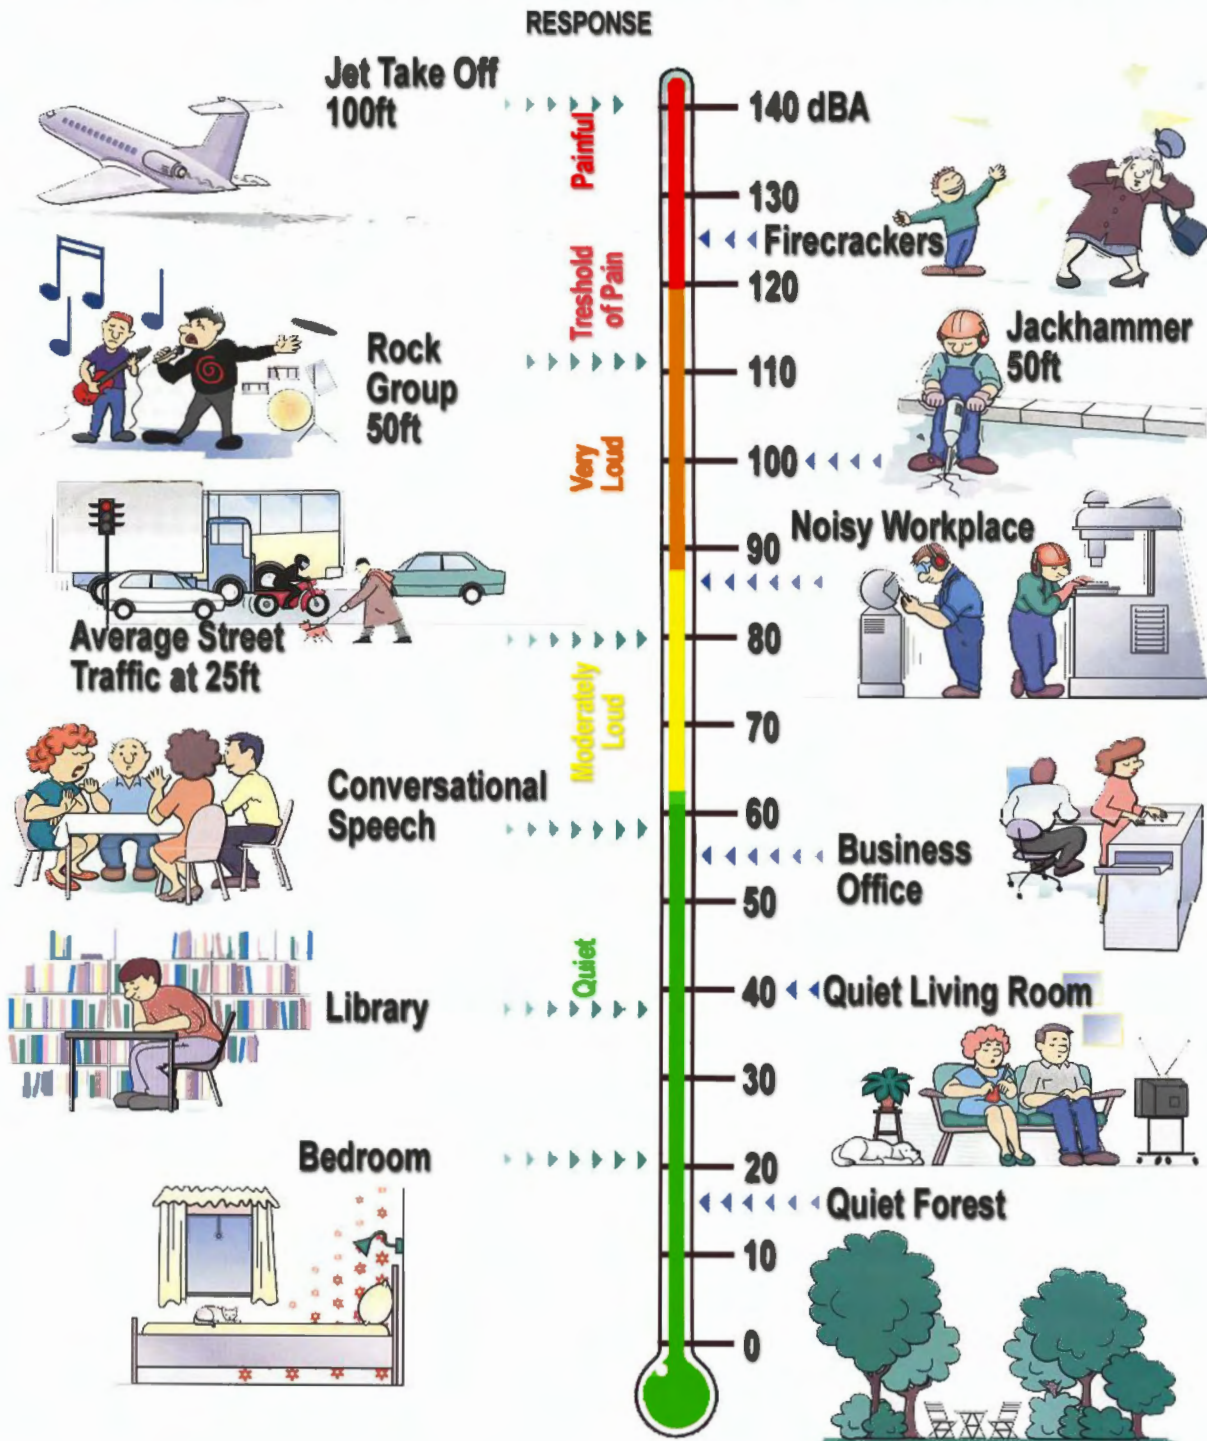 RESPONSE
Jet Take Off
100ft
140 dBA
Painful
130
Firecrackers
Treshold
of Pain
120
Jackhammer
50ft
Rock
Group
50ft
110
Very
Loud
100
Noisy Workplace
90
Average Street
Traffic at 25ft
80
Moderately
Loud
70
Conversational
Speech
60
Business
Office
50
Quiet
40
Quiet Living Room
Library
30
Bedroom
20
Quiet Forest
10
0